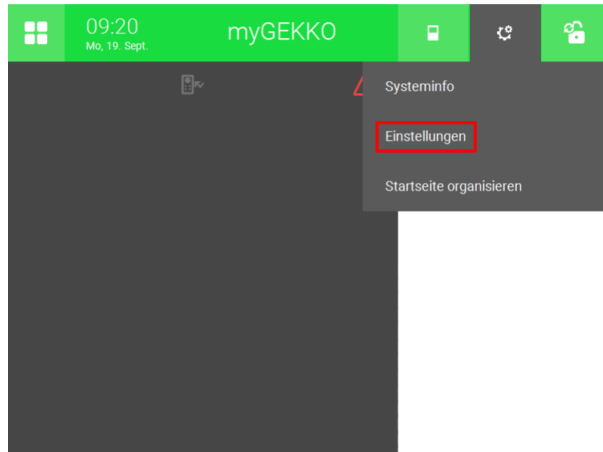 09:20
Mo, 19. Sept.
myGEKKO
Systeminfo
Einstellungen
Startseite organisieren